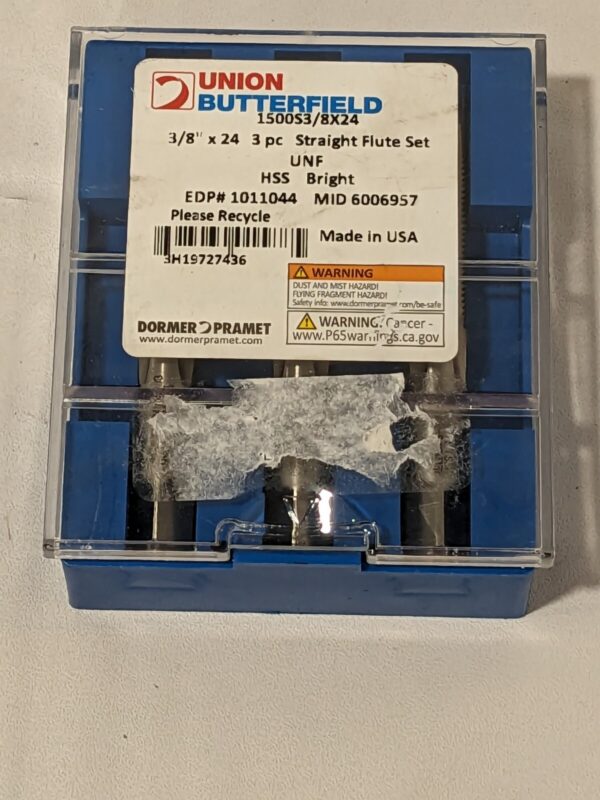 UNION
BUTTERFIELD
1500S3/8X24
3/8" x 24 3 pc Straight Flute Set
UNF
HSS Bright
EDP# 1011044 MID 6006957
Please Recycle
Made in USA
3H19727436
WARNING
DUST AND MIST HAZARD!
FLYING FRAGMENT HAZARD!
Safety info: www.dormerpramet.com/be-safe
WARNING: Cancer -
www.P65warnings.ca.gov
DORMER PRAMET
www.dormerpramet.com